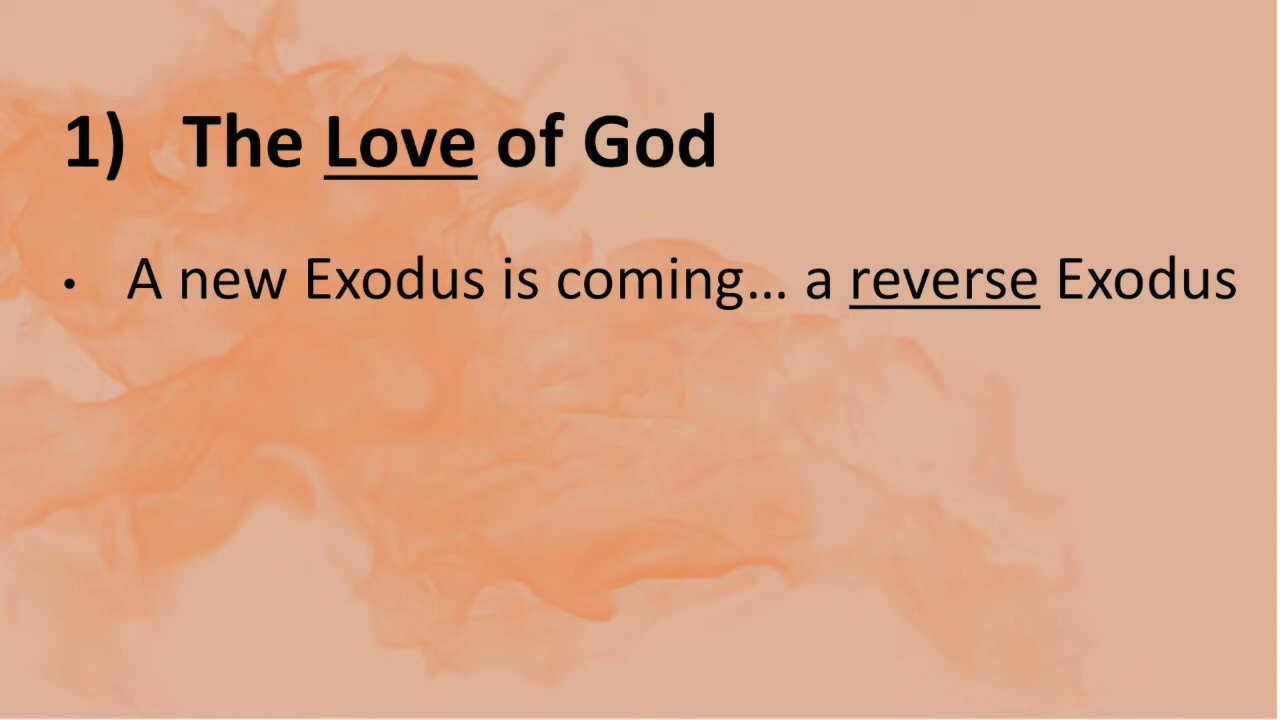 1) The Love of God
• A new Exodus is coming... a reverse Exodus